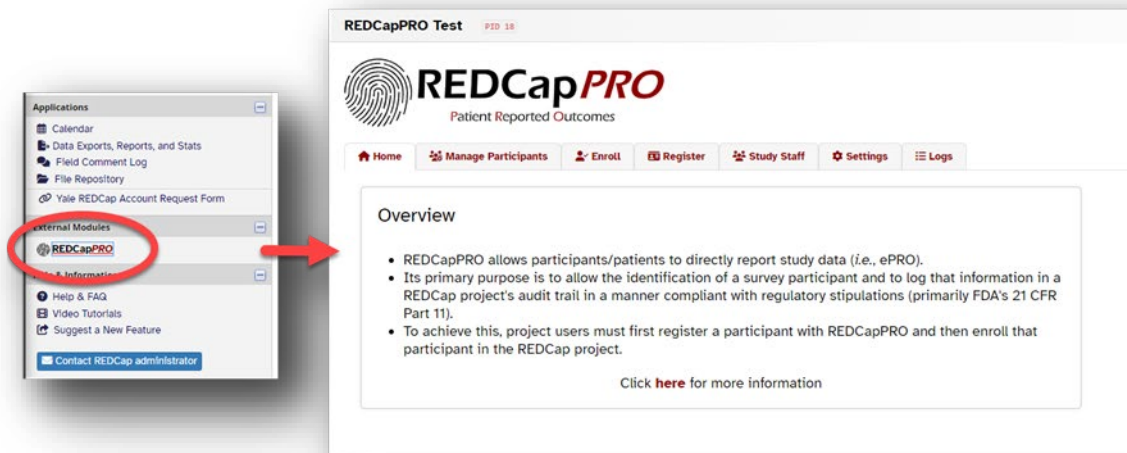 Applications
Calendar
Data Exports, Reports, and Stats
Field Comment Log
File Repository
Yale REDCap Account Request Form
External Modules
REDCapPRO
Help & Information
Help & FAQ
Video Tutorials
Suggest a New Feature
Contact REDCap administrator
REDCapPRO Test PID 18
REDCapPRO
Patient Reported Outcomes
Home Manage Participants Enroll Register Study Staff Settings Logs
Overview
REDCapPRO allows participants/patients to directly report study data (i.e., ePRO).
Its primary purpose is to allow the identification of a survey participant and to log that information in a
REDCap project's audit trail in a manner compliant with regulatory stipulations (primarily FDA's 21 CFR
Part 11).
To achieve this, project users must first register a participant with REDCapPRO and then enroll that
participant in the REDCap project.
Click here for more information